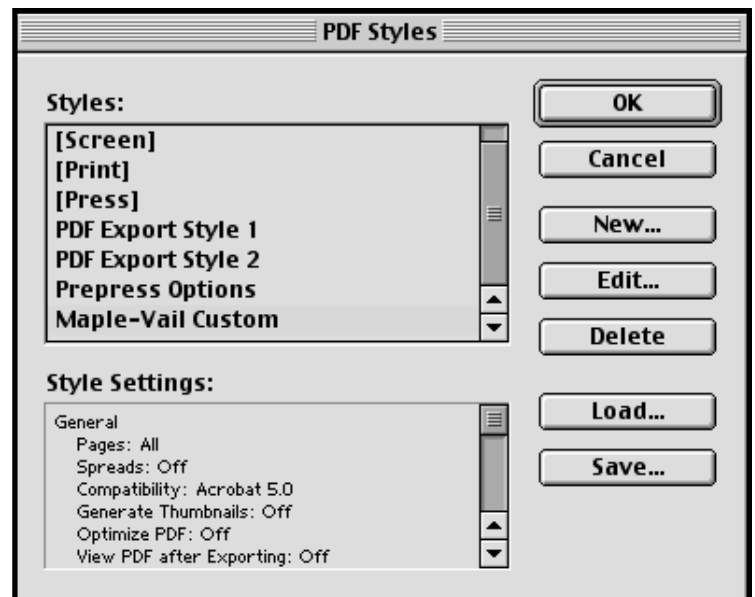 PDF Styles
Styles:
[Screen]
[Print]
[Press]
PDF Export Style 1
PDF Export Style 2
Prepress Options
Maple-Vail Custom
OK
Cancel
New...
Edit...
Delete
Load...
Save...
Style Settings:
General
Pages: All
Spreads: Off
Compatibility: Acrobat 5.0
Generate Thumbnails: Off
Optimize PDF: Off
View PDF after Exporting: Off